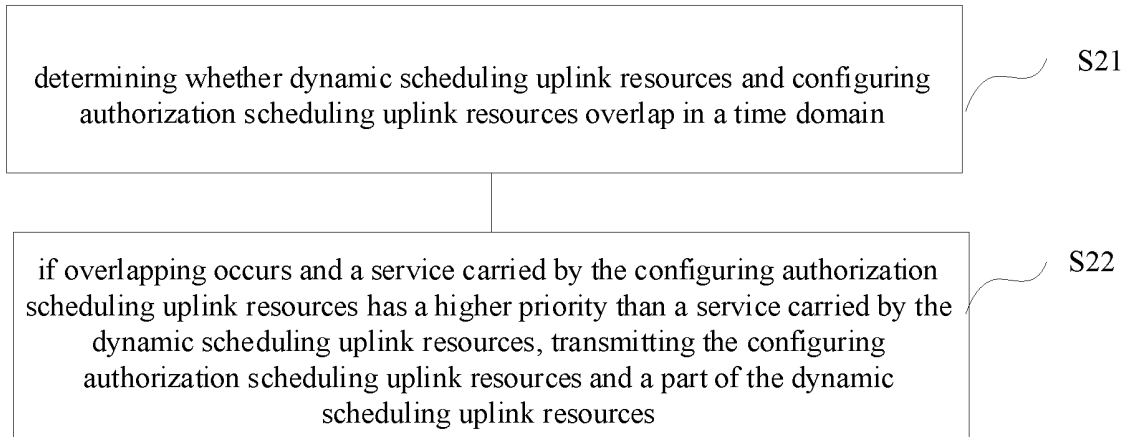 determining whether dynamic scheduling uplink resources and configuring
authorization scheduling uplink resources overlap in a time domain
S21
if overlapping occurs and a service carried by the configuring authorization
scheduling uplink resources has a higher priority than a service carried by the
dynamic scheduling uplink resources, transmitting the configuring
authorization scheduling uplink resources and a part of the dynamic
scheduling uplink resources
S22